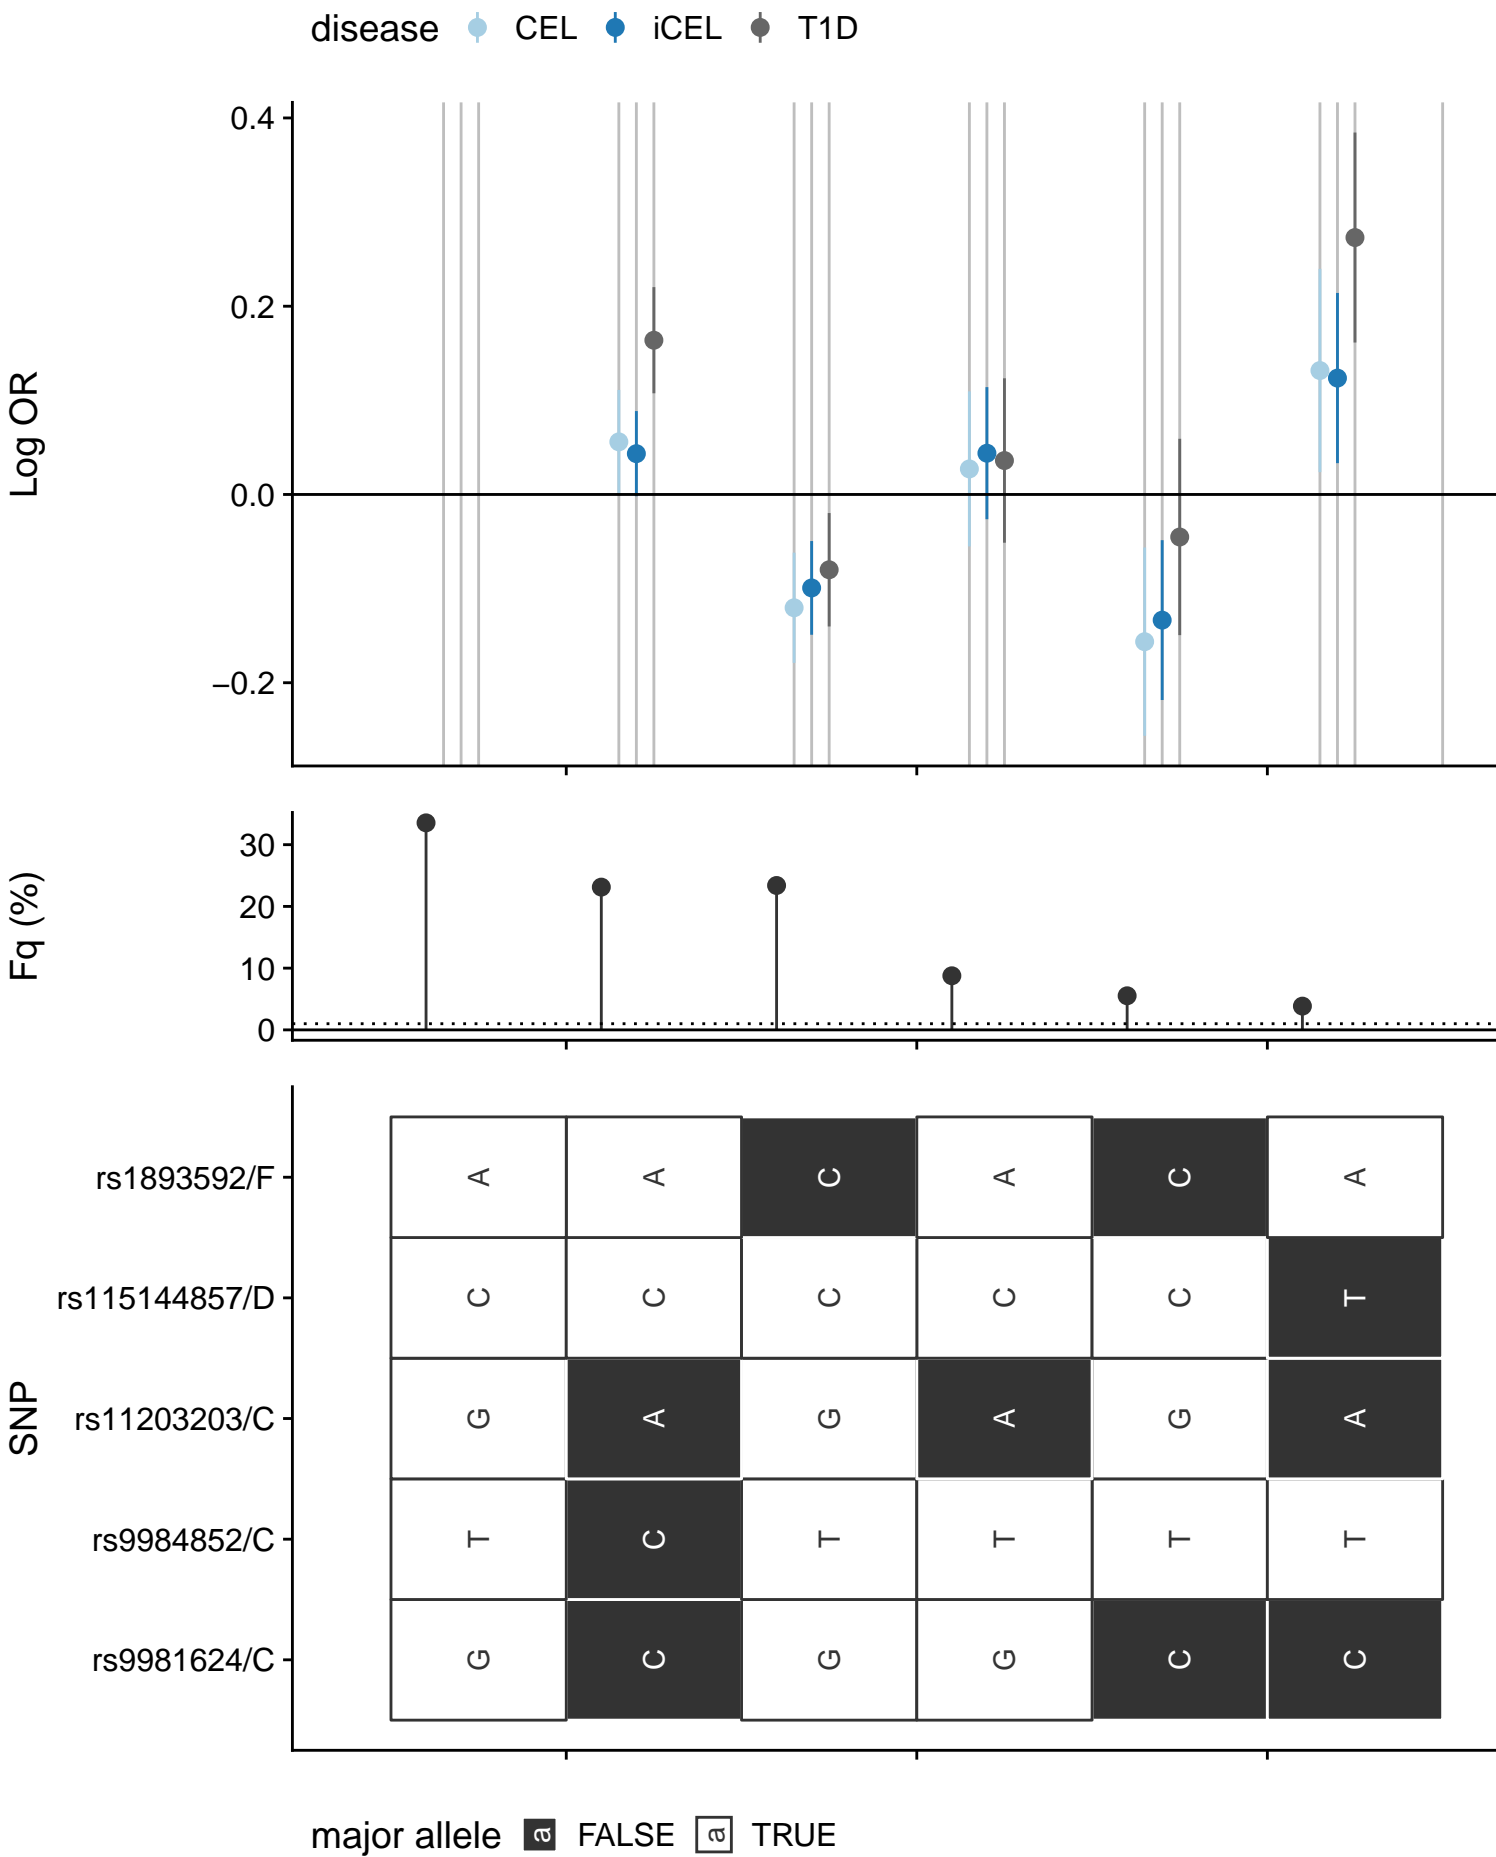 disease CEL iCEL T1D
Log OR
0.4
0.2
0.0
−0.2
Fq (%)
30
20
10
0
SNP
rs1893592/F A A C A C A
rs115144857/D C C C C C T
rs11203203/C G A G A G A
rs9984852/C T C T T T T
rs9981624/C G C G G C C
major allele a FALSE a TRUE